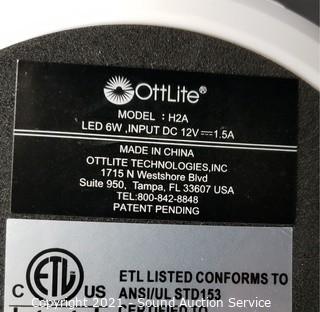 OttLite®
MODEL : H2A
LED 6W ,INPUT DC 12V⎓1.5A
MADE IN CHINA
OTTLITE TECHNOLOGIES,INC
1715 N Westshore Blvd
Suite 950, Tampa, FL 33607 USA
TEL:800-842-8848
PATENT PENDING
ETL LISTED CONFORMS TO
C ETL US ANSI/UL STD153
Copyright 2021 - Sound Auction Service